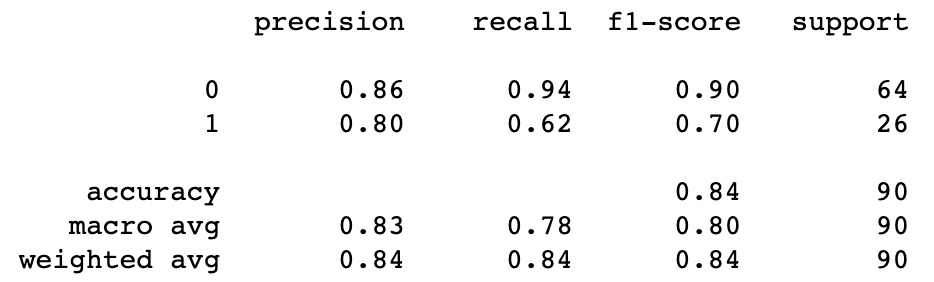 precision recall f1-score support
0 0.86 0.94 0.90 64
1 0.80 0.62 0.70 26
accuracy 0.84 90
macro avg 0.83 0.78 0.80 90
weighted avg 0.84 0.84 0.84 90